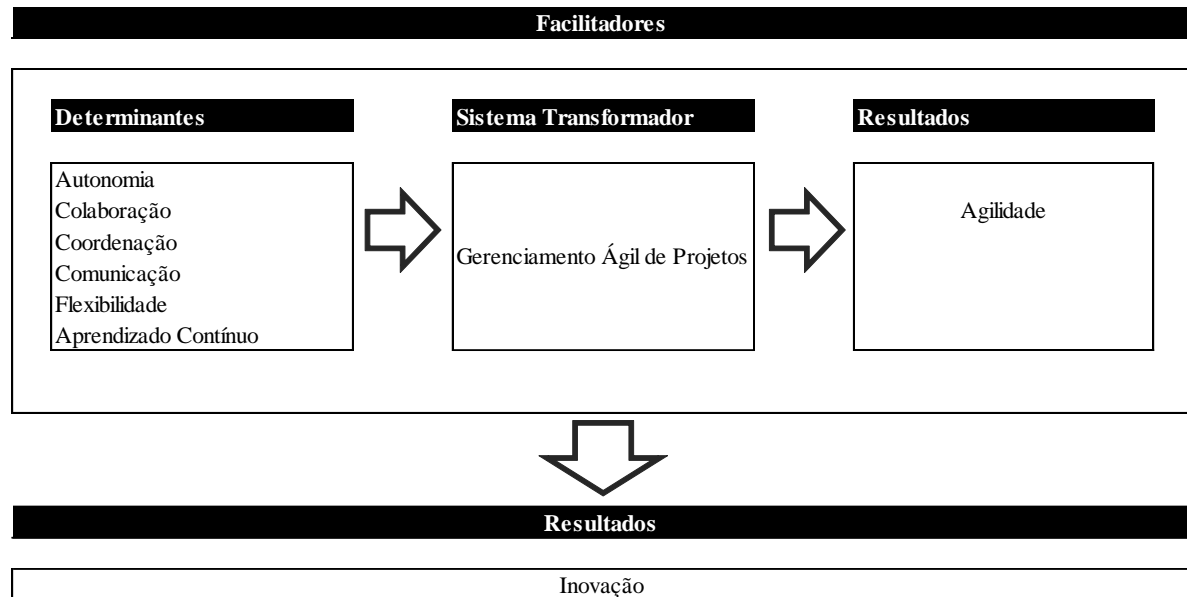 Facilitadores
Determinantes
Sistema Transformador
Resultados
Autonomia
Colaboração
Coordenação
Comunicação
Flexibilidade
Aprendizado Contínuo
Gerenciamento Ágil de Projetos
Agilidade
Resultados
Inovação